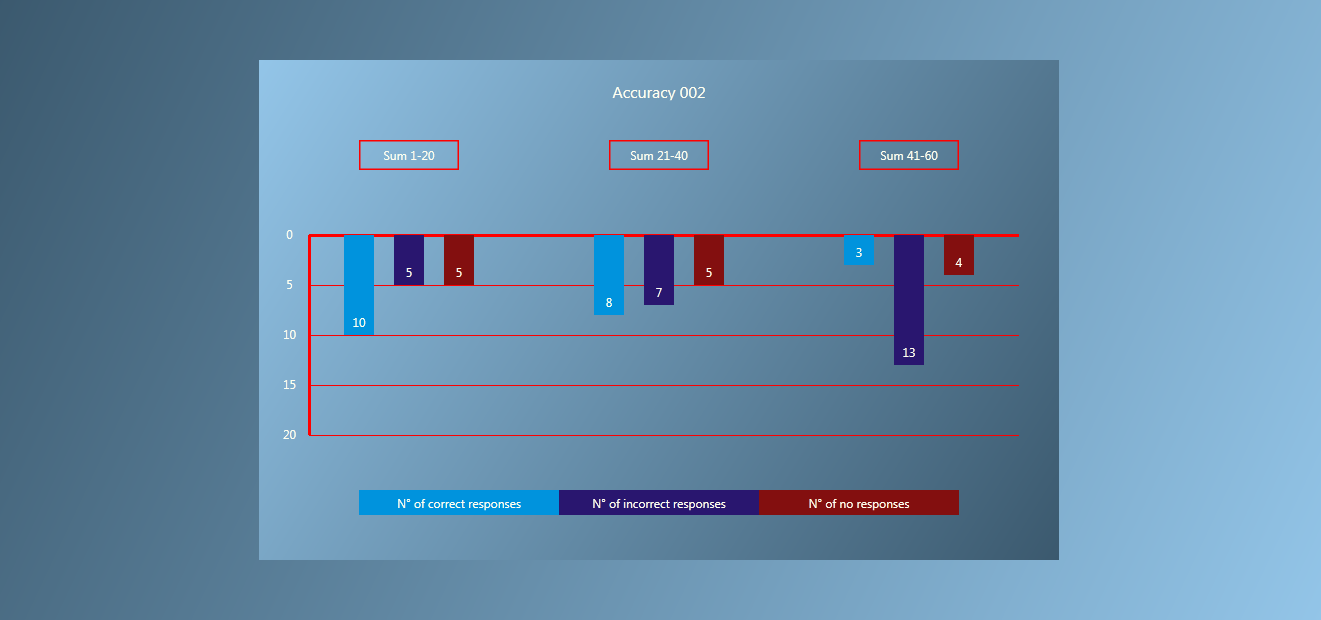 Accuracy 002
Sum 1-20
Sum 21-40
Sum 41-60
0
5
10
15
20
10
5
5
8
7
5
3
13
4
N° of correct responses
N° of incorrect responses
N° of no responses